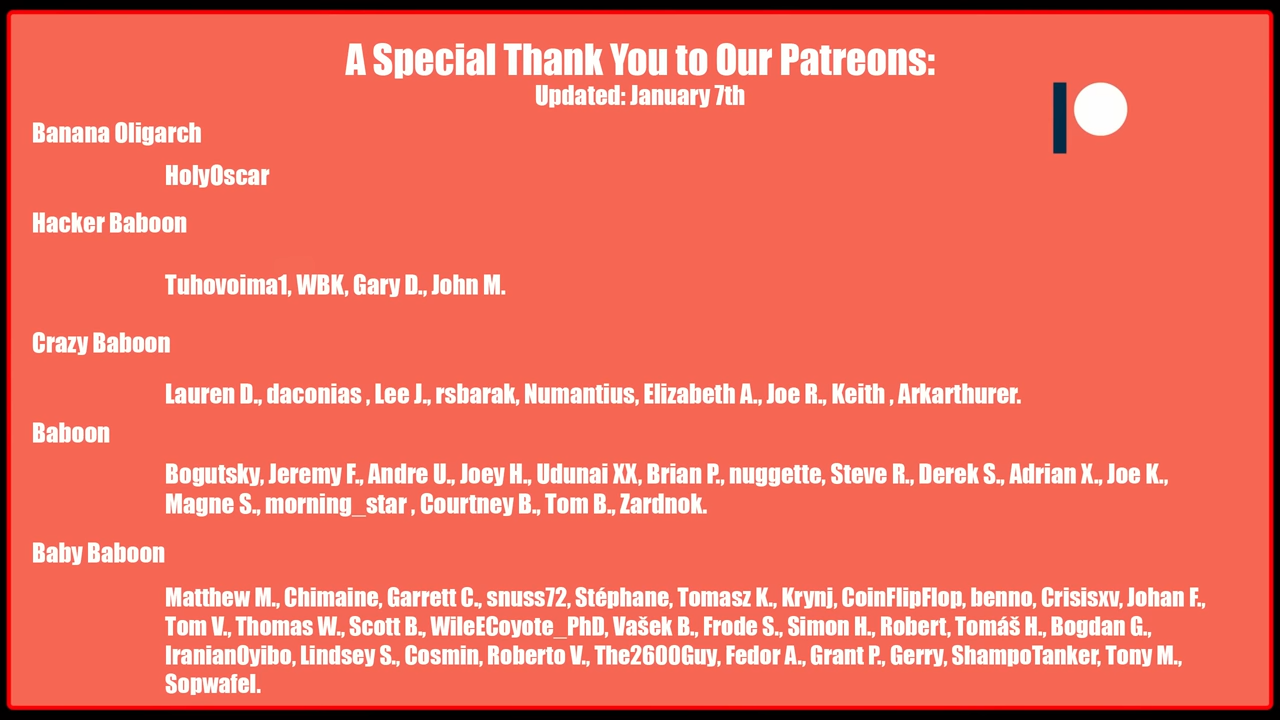 A Special Thank You to Our Patreons:
Updated: January 7th
Banana Oligarch
HolyOscar
Hacker Baboon
Tuhovoima1, WBK, Gary D., John M.
Crazy Baboon
Lauren D., daconias , Lee J., rsbarak, Numantius, Elizabeth A., Joe R., Keith , Arkarthurer.
Baboon
Bogutsky, Jeremy F., Andre U., Joey H., Udunai XX, Brian P., nuggette, Steve R., Derek S., Adrian X., Joe K.,
Magne S., morning_star , Courtney B., Tom B., Zardnok.
Baby Baboon
Matthew M., Chimaine, Garrett C., snuss72, Stéphane, Tomasz K., Krynj, CoinFlipFlop, benno, Crisisxv, Johan F.,
Tom V., Thomas W., Scott B., WileECoyote_PhD, Vašek B., Frode S., Simon H., Robert, Tomáš H., Bogdan G.,
IranianOyibo, Lindsey S., Cosmin, Roberto V., The2600Guy, Fedor A., Grant P., Gerry, ShampoTanker, Tony M.,
Sopwafel.